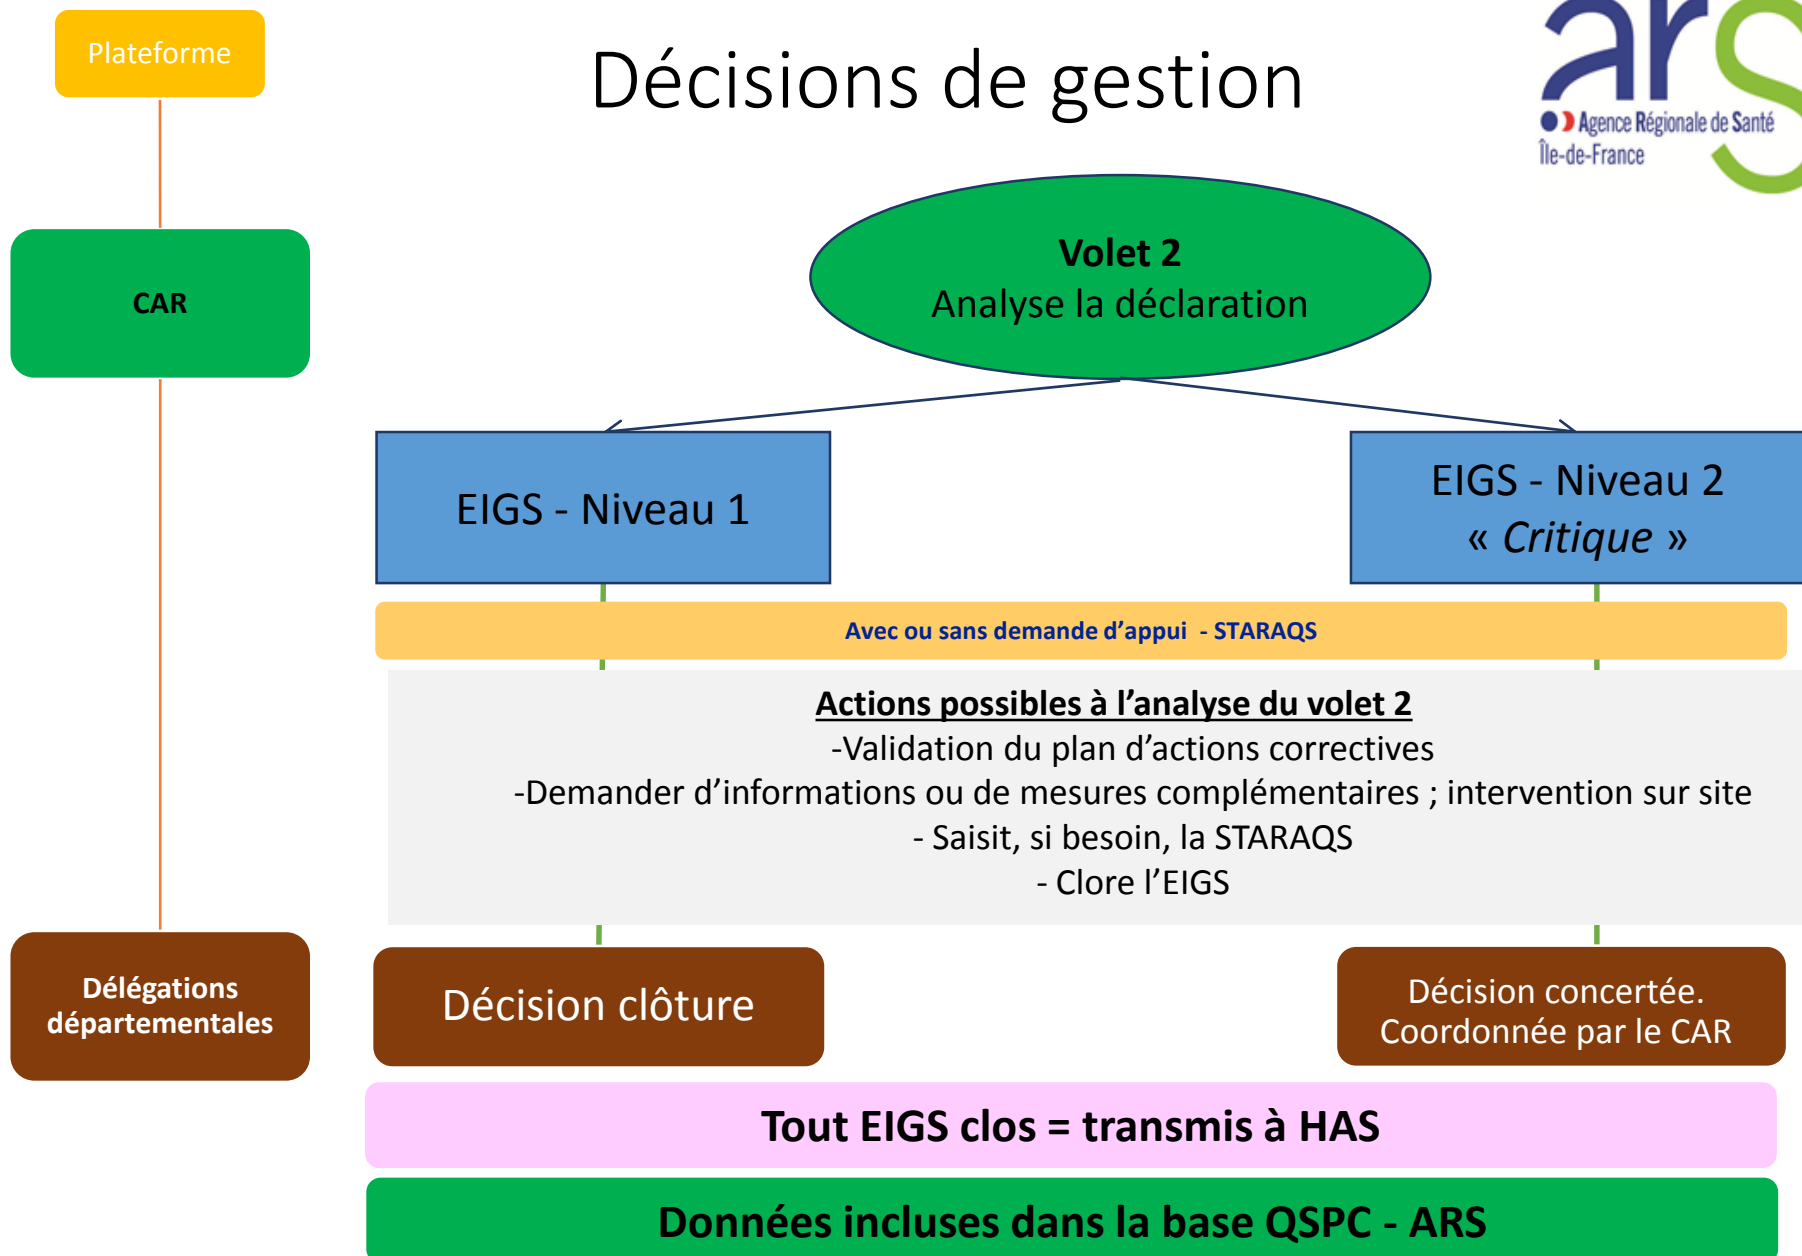 Plateforme
Décisions de gestion
ars
Agence Régionale de Santé
Île-de-France
CAR
Volet 2
Analyse la déclaration
EIGS - Niveau 1
EIGS - Niveau 2
« Critique »
Avec ou sans demande d’appui - STARAQS
Actions possibles à l’analyse du volet 2
-Validation du plan d’actions correctives
-Demander d’informations ou de mesures complémentaires ; intervention sur site
- Saisit, si besoin, la STARAQS
- Clore l’EIGS
Délégations
départementales
Décision clôture
Décision concertée.
Coordonnée par le CAR
Tout EIGS clos = transmis à HAS
Données incluses dans la base QSPC - ARS